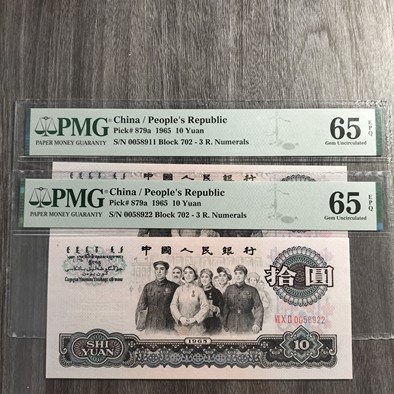 PMG
PAPER MONEY GUARANTY
China / People's Republic
Pick# 879a 1965 10 Yuan
S/N 0058911 Block 702 - 3 R. Numerals
65 EPQ
Gem Uncirculated
PMG
PAPER MONEY GUARANTY
China / People's Republic
Pick# 879a 1965 10 Yuan
S/N 0058922 Block 702 - 3 R. Numerals
65 EPQ
Gem Uncirculated
中國人民銀行
拾圓
0058922
SHI
YUAN
1965
10